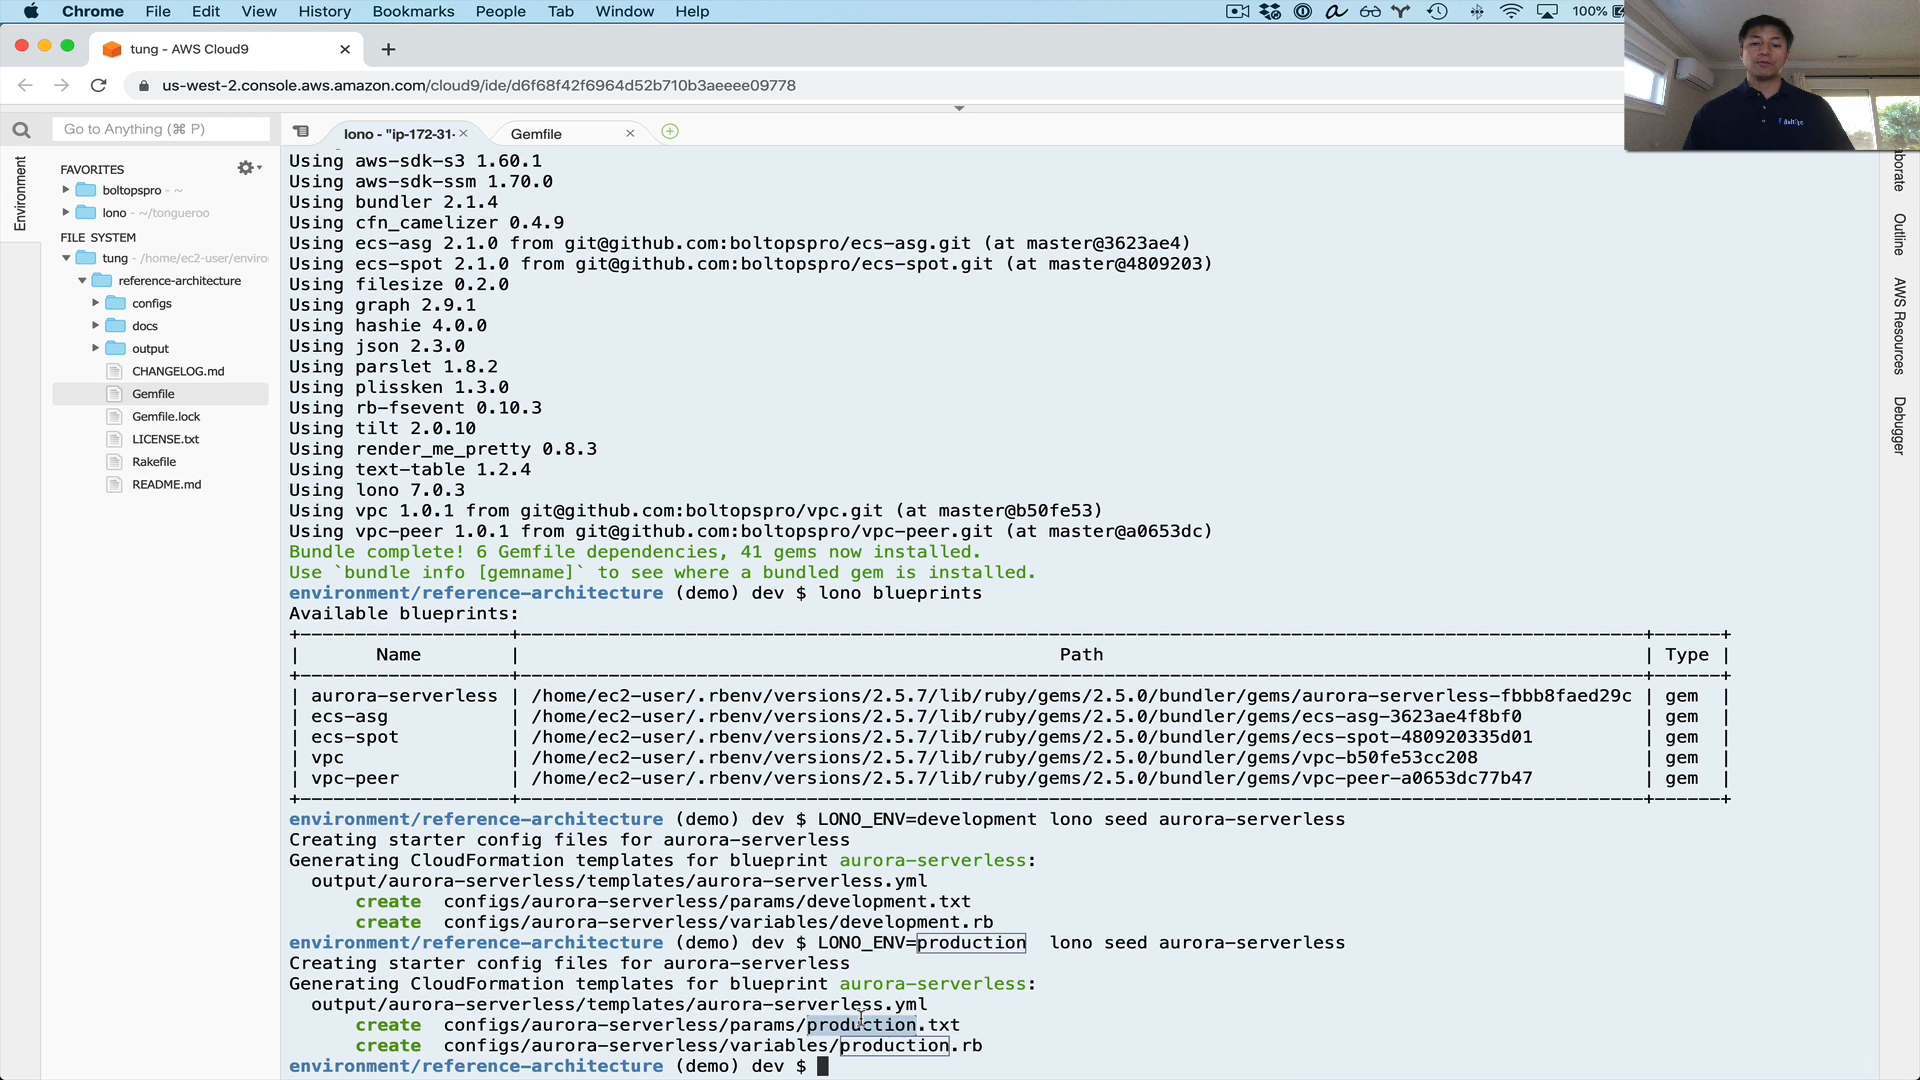 Chrome File Edit View History Bookmarks People Tab Window Help 100%
tung - AWS Cloud9
us-west-2.console.aws.amazon.com/cloud9/ide/d6f68f42f6964d52b710b3aeeee09778
Go to Anything (⌘ P)
lono - "ip-172-31- Gemfile
Environment
FAVORITES
boltopspro - ~
lono - ~/tongueroo
FILE SYSTEM
tung - /home/ec2-user/enviro
reference-architecture
configs
docs
output
CHANGELOG.md
Gemfile
Gemfile.lock
LICENSE.txt
Rakefile
README.md
Using aws-sdk-s3 1.60.1
Using aws-sdk-ssm 1.70.0
Using bundler 2.1.4
Using cfn_camelizer 0.4.9
Using ecs-asg 2.1.0 from git@github.com:boltopspro/ecs-asg.git (at master@3623ae4)
Using ecs-spot 2.1.0 from git@github.com:boltopspro/ecs-spot.git (at master@4809203)
Using filesize 0.2.0
Using graph 2.9.1
Using hashie 4.0.0
Using json 2.3.0
Using parslet 1.8.2
Using plissken 1.3.0
Using rb-fsevent 0.10.3
Using tilt 2.0.10
Using render_me_pretty 0.8.3
Using text-table 1.2.4
Using lono 7.0.3
Using vpc 1.0.1 from git@github.com:boltopspro/vpc.git (at master@b50fe53)
Using vpc-peer 1.0.1 from git@github.com:boltopspro/vpc-peer.git (at master@a0653dc)
Bundle complete! 6 Gemfile dependencies, 41 gems now installed.
Use `bundle info [gemname]` to see where a bundled gem is installed.
environment/reference-architecture (demo) dev $ lono blueprints
Available blueprints:
| Name | Path | Type |
| aurora-serverless | /home/ec2-user/.rbenv/versions/2.5.7/lib/ruby/gems/2.5.0/bundler/gems/aurora-serverless-fbbb8faed29c | gem |
| ecs-asg | /home/ec2-user/.rbenv/versions/2.5.7/lib/ruby/gems/2.5.0/bundler/gems/ecs-asg-3623ae4f8bf0 | gem |
| ecs-spot | /home/ec2-user/.rbenv/versions/2.5.7/lib/ruby/gems/2.5.0/bundler/gems/ecs-spot-480920335d01 | gem |
| vpc | /home/ec2-user/.rbenv/versions/2.5.7/lib/ruby/gems/2.5.0/bundler/gems/vpc-b50fe53cc208 | gem |
| vpc-peer | /home/ec2-user/.rbenv/versions/2.5.7/lib/ruby/gems/2.5.0/bundler/gems/vpc-peer-a0653dc77b47 | gem |
environment/reference-architecture (demo) dev $ LONO_ENV=development lono seed aurora-serverless
Creating starter config files for aurora-serverless
Generating CloudFormation templates for blueprint aurora-serverless:
output/aurora-serverless/templates/aurora-serverless.yml
create configs/aurora-serverless/params/development.txt
create configs/aurora-serverless/variables/development.rb
environment/reference-architecture (demo) dev $ LONO_ENV=production lono seed aurora-serverless
Creating starter config files for aurora-serverless
Generating CloudFormation templates for blueprint aurora-serverless:
output/aurora-serverless/templates/aurora-serverless.yml
create configs/aurora-serverless/params/production.txt
create configs/aurora-serverless/variables/production.rb
environment/reference-architecture (demo) dev $
aborate
Outline
AWS Resources
Debugger